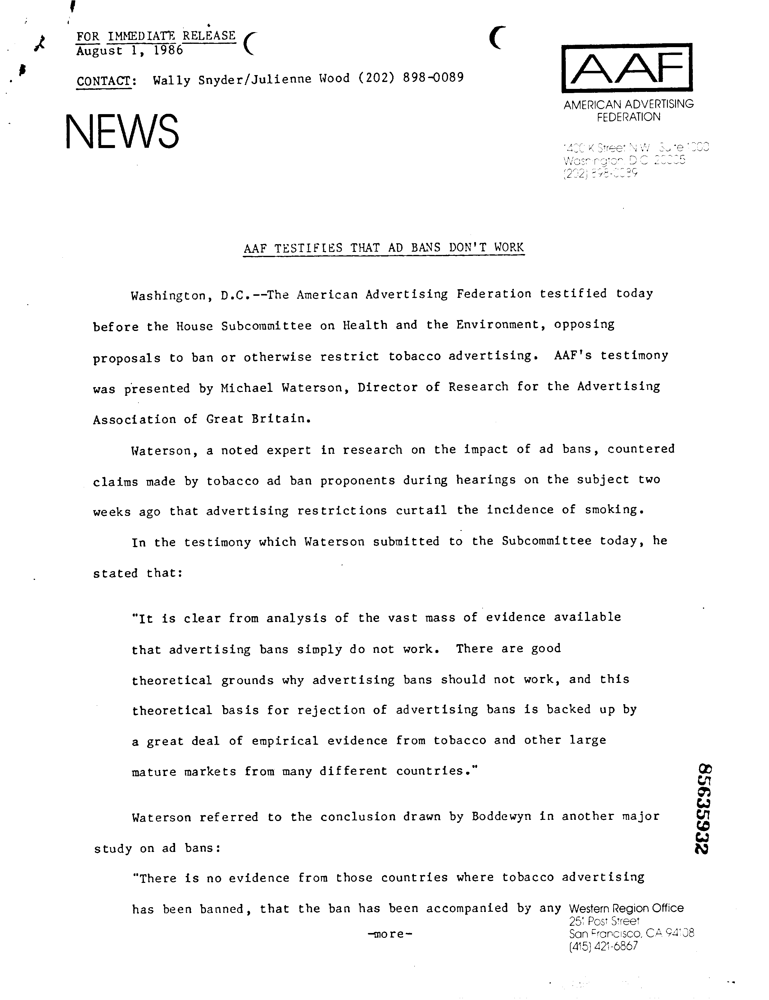 FOR IMMEDIATE RELEASE
August 1, 1986
CONTACT: Wally Snyder/Julienne Wood (202) 898-0089
AAF
AMERICAN ADVERTISING
FEDERATION
NEWS
1400 K Street N.W. Suite 1000
Washington D.C. 20005
(202) 898-0089
AAF TESTIFIES THAT AD BANS DON'T WORK
Washington, D.C.--The American Advertising Federation testified today
before the House Subcommittee on Health and the Environment, opposing
proposals to ban or otherwise restrict tobacco advertising. AAF's testimony
was presented by Michael Waterson, Director of Research for the Advertising
Association of Great Britain.
Waterson, a noted expert in research on the impact of ad bans, countered
claims made by tobacco ad ban proponents during hearings on the subject two
weeks ago that advertising restrictions curtail the incidence of smoking.
In the testimony which Waterson submitted to the Subcommittee today, he
stated that:
"It is clear from analysis of the vast mass of evidence available
that advertising bans simply do not work. There are good
theoretical grounds why advertising bans should not work, and this
theoretical basis for rejection of advertising bans is backed up by
a great deal of empirical evidence from tobacco and other large
mature markets from many different countries."
Waterson referred to the conclusion drawn by Boddewyn in another major
study on ad bans:
"There is no evidence from those countries where tobacco advertising
has been banned, that the ban has been accompanied by any
-more-
Western Region Office
251 Post Street
San Francisco, CA 94108
(415) 421-6867
85635932